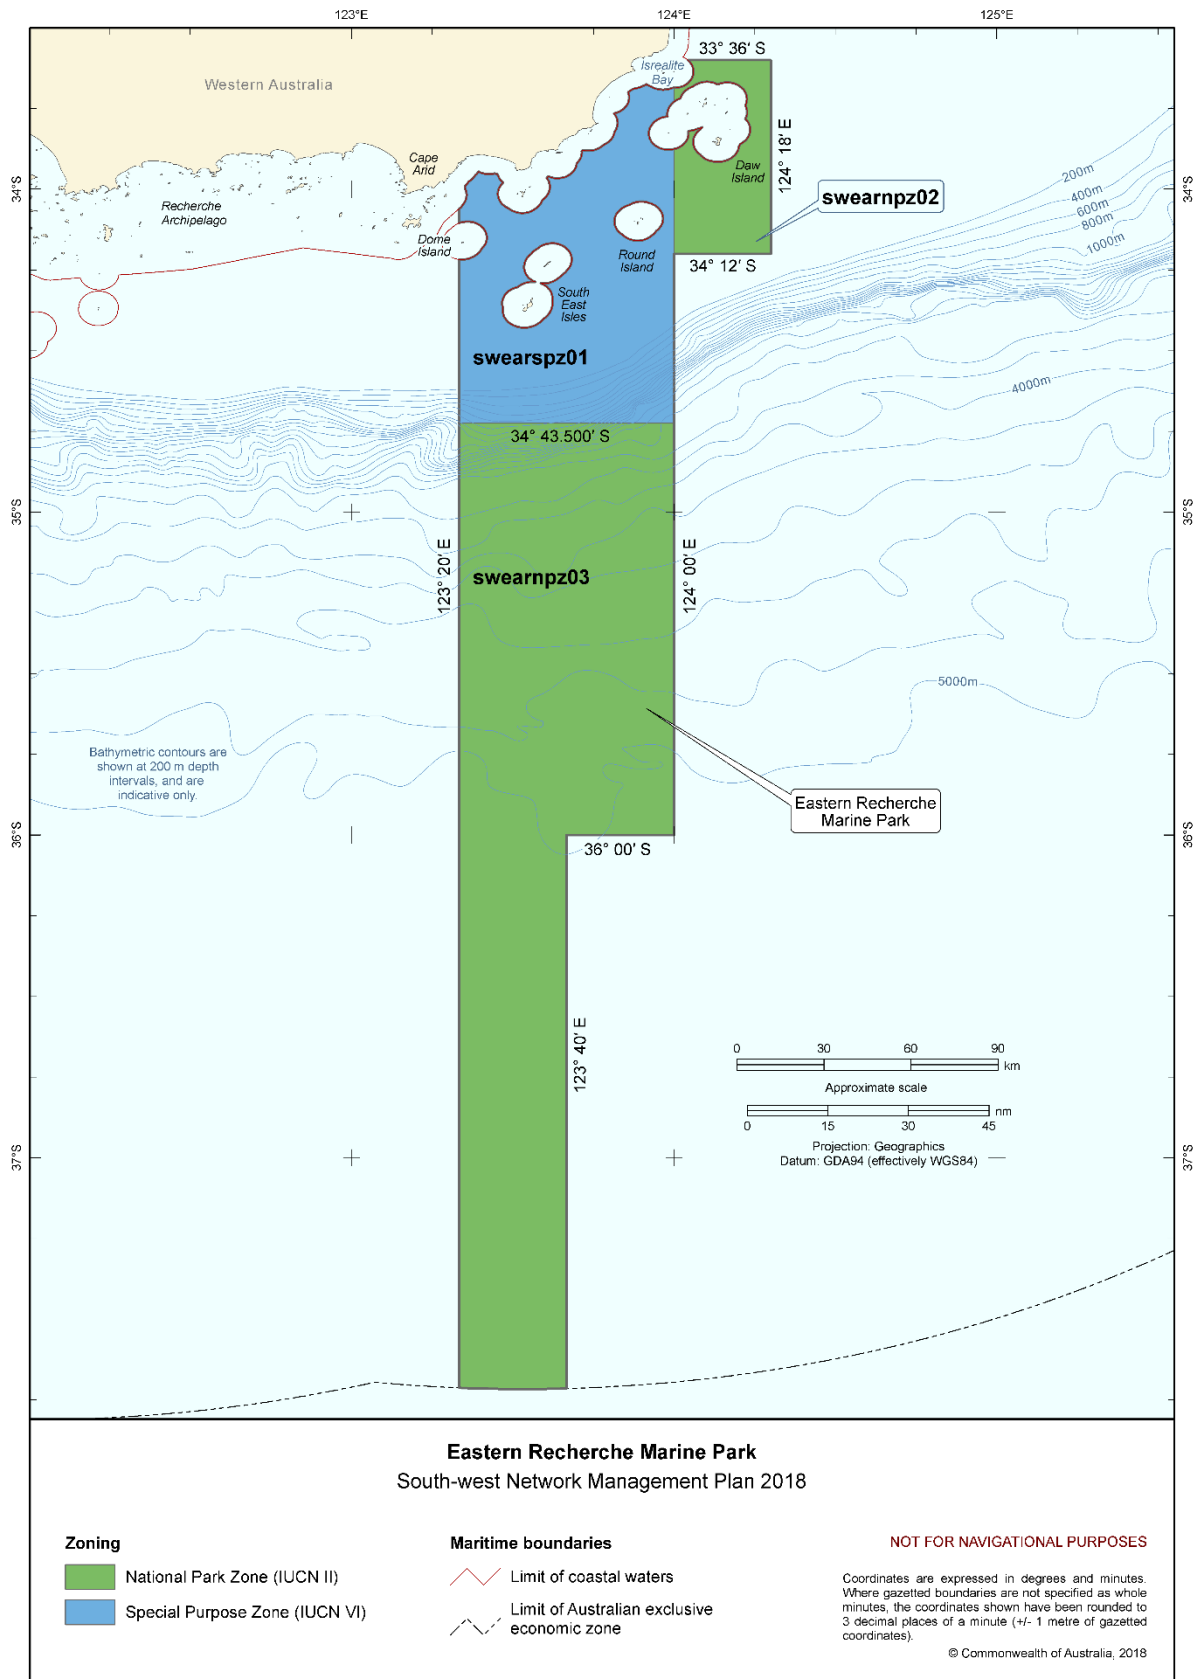 123°E
124°E
125°E
33° 36′ S
Isrealite
Bay
Western Australia
124° 18′ E
200m
400m
600m
800m
1000m
Cape
Arid
Daw
Island
34°S
34°S
swearnpz02
Recherche
Archipelago
Dome
Island
Round
Island
34° 12′ S
South
East
Isles
swearspz01
4000m
34° 43.500′ S
35°S
35°S
123° 20′ E
swearnpz03
124° 00′ E
5000m
Bathymetric contours are
shown at 200 m depth
intervals, and are
indicative only.
Eastern Recherche
Marine Park
36°S
36° 00′ S
36°S
123° 40′ E
0 30 60 90
km
Approximate scale
nm
0 15 30 45
Projection: Geographics
Datum: GDA94 (effectively WGS84)
37°S
37°S
Eastern Recherche Marine Park
South-west Network Management Plan 2018
Zoning
National Park Zone (IUCN II)
Special Purpose Zone (IUCN VI)
Maritime boundaries
Limit of coastal waters
Limit of Australian exclusive
economic zone
NOT FOR NAVIGATIONAL PURPOSES
Coordinates are expressed in degrees and minutes.
Where gazetted boundaries are not specified as whole
minutes, the coordinates shown have been rounded to
3 decimal places of a minute (+/- 1 metre of gazetted
coordinates).
© Commonwealth of Australia, 2018